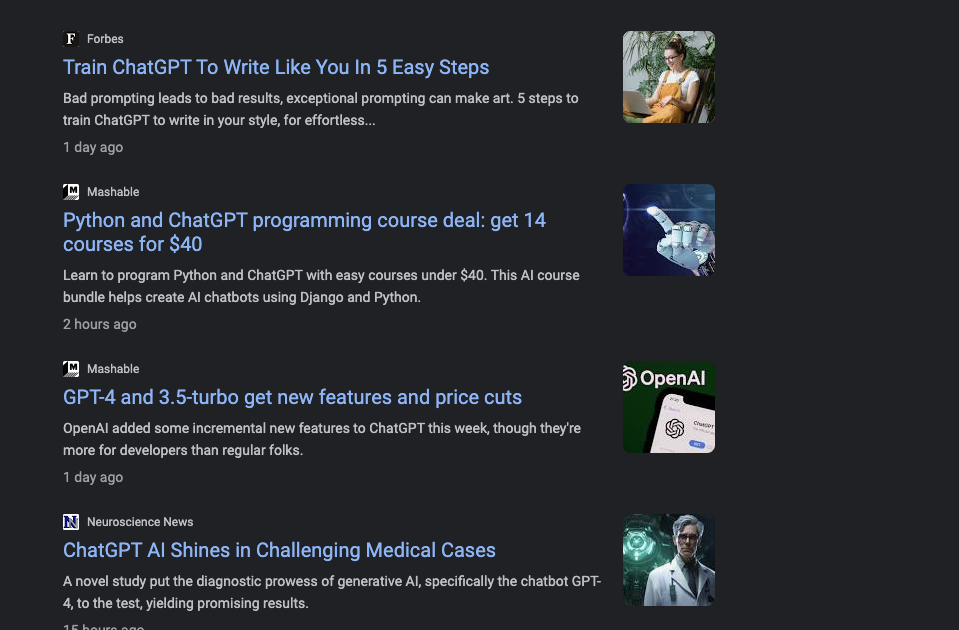 Forbes
Train ChatGPT To Write Like You In 5 Easy Steps
Bad prompting leads to bad results, exceptional prompting can make art. 5 steps to
train ChatGPT to write in your style, for effortless...
1 day ago
Mashable
Python and ChatGPT programming course deal: get 14
courses for $40
Learn to program Python and ChatGPT with easy courses under $40. This AI course
bundle helps create AI chatbots using Django and Python.
2 hours ago
Mashable
GPT-4 and 3.5-turbo get new features and price cuts
OpenAI added some incremental new features to ChatGPT this week, though they're
more for developers than regular folks.
1 day ago
OpenAI
ChatGPT
Neuroscience News
ChatGPT AI Shines in Challenging Medical Cases
A novel study put the diagnostic prowess of generative AI, specifically the chatbot GPT-
4, to the test, yielding promising results.
15 hours ago